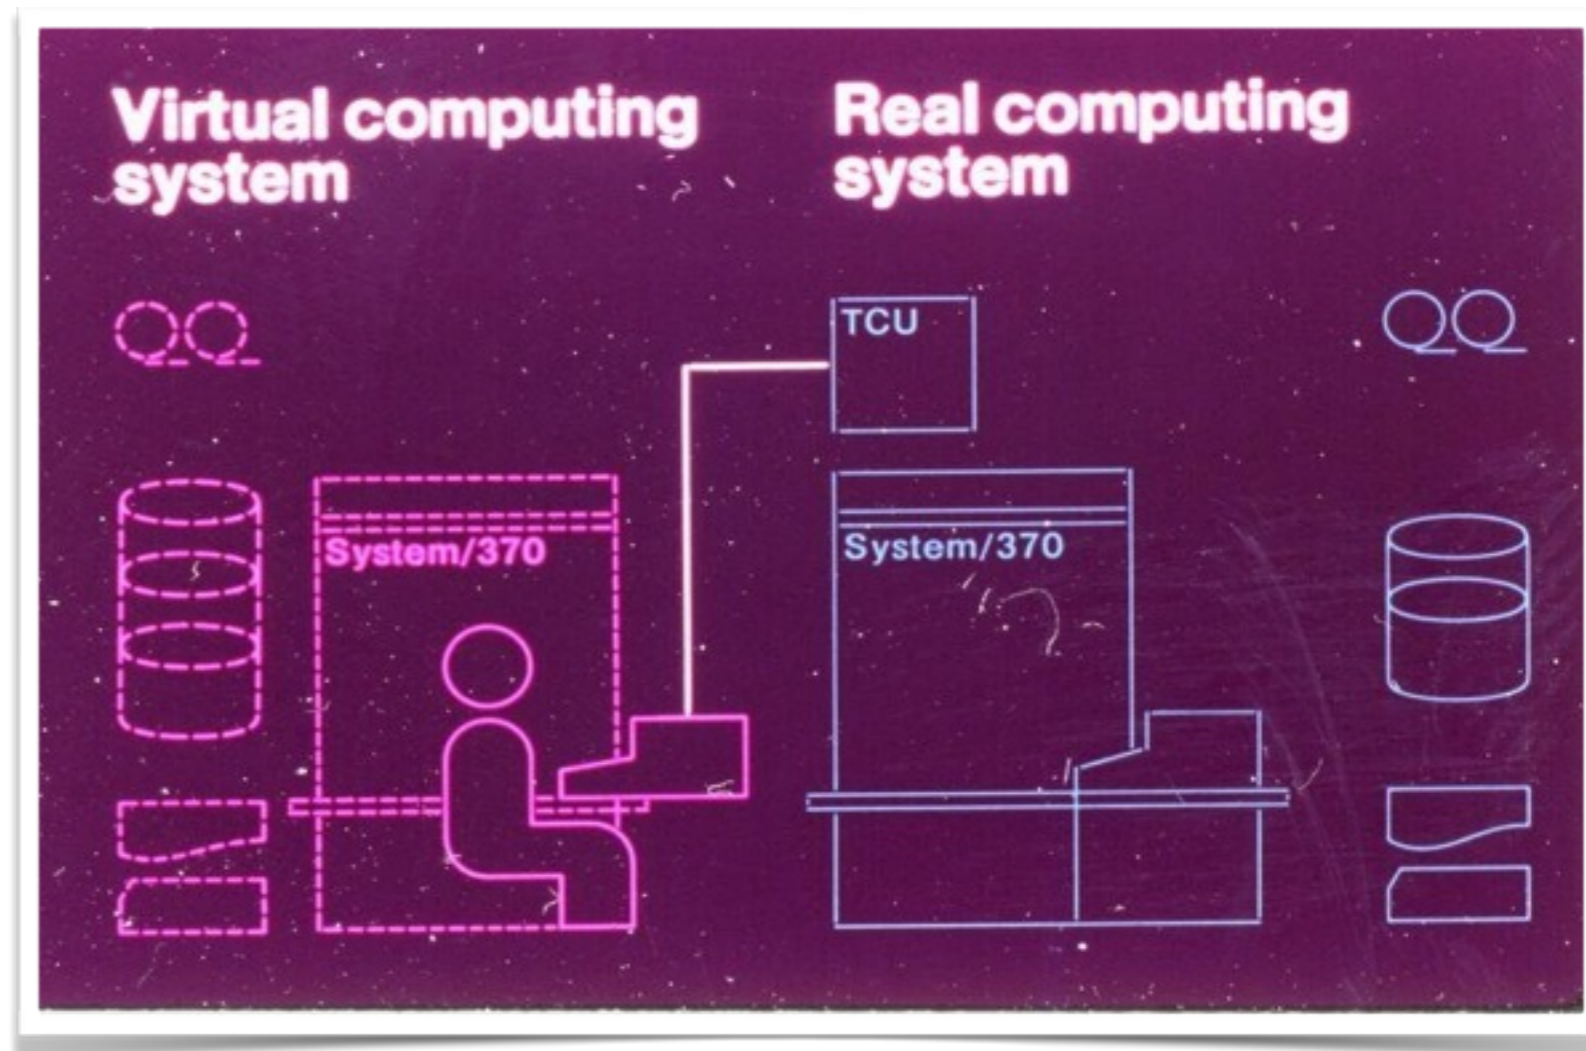 Virtual computing
system
Real computing
system
TCU
System/370
System/370